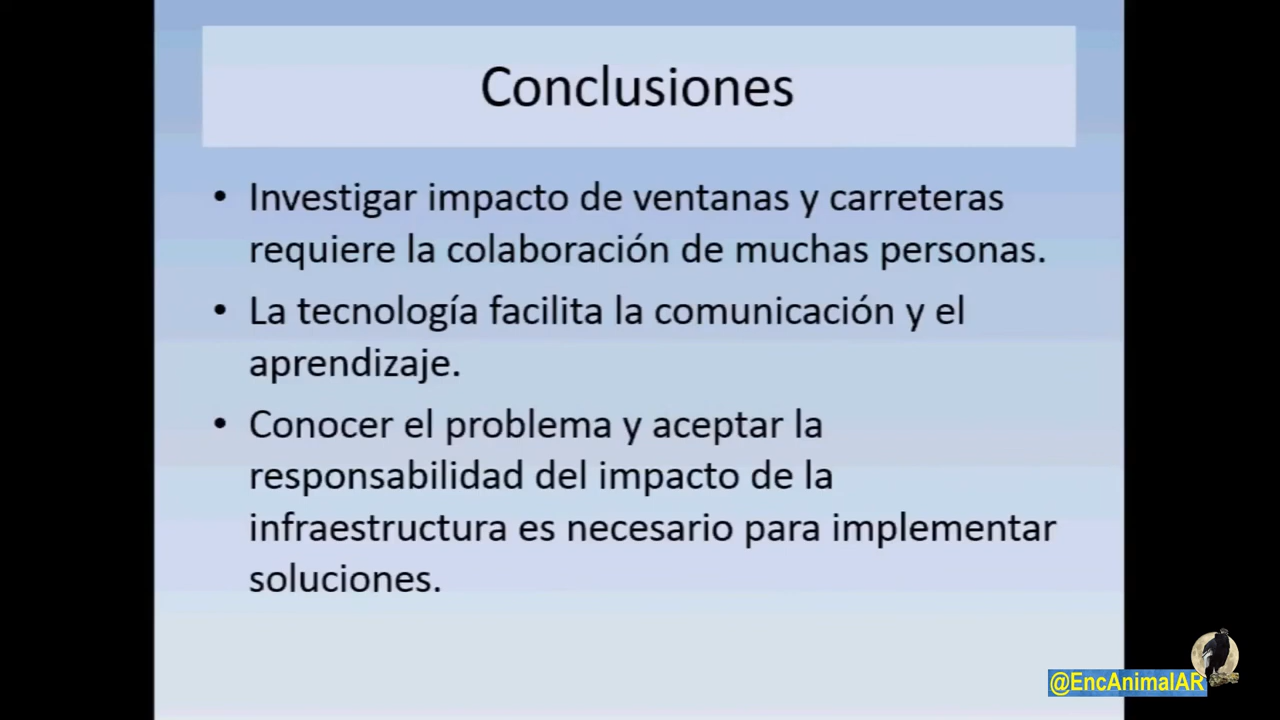 Conclusiones
• Investigar impacto de ventanas y carreteras
requiere la colaboración de muchas personas.
• La tecnología facilita la comunicación y el
aprendizaje.
• Conocer el problema y aceptar la
responsabilidad del impacto de la
infraestructura es necesario para implementar
soluciones.
@EncAnimalAR